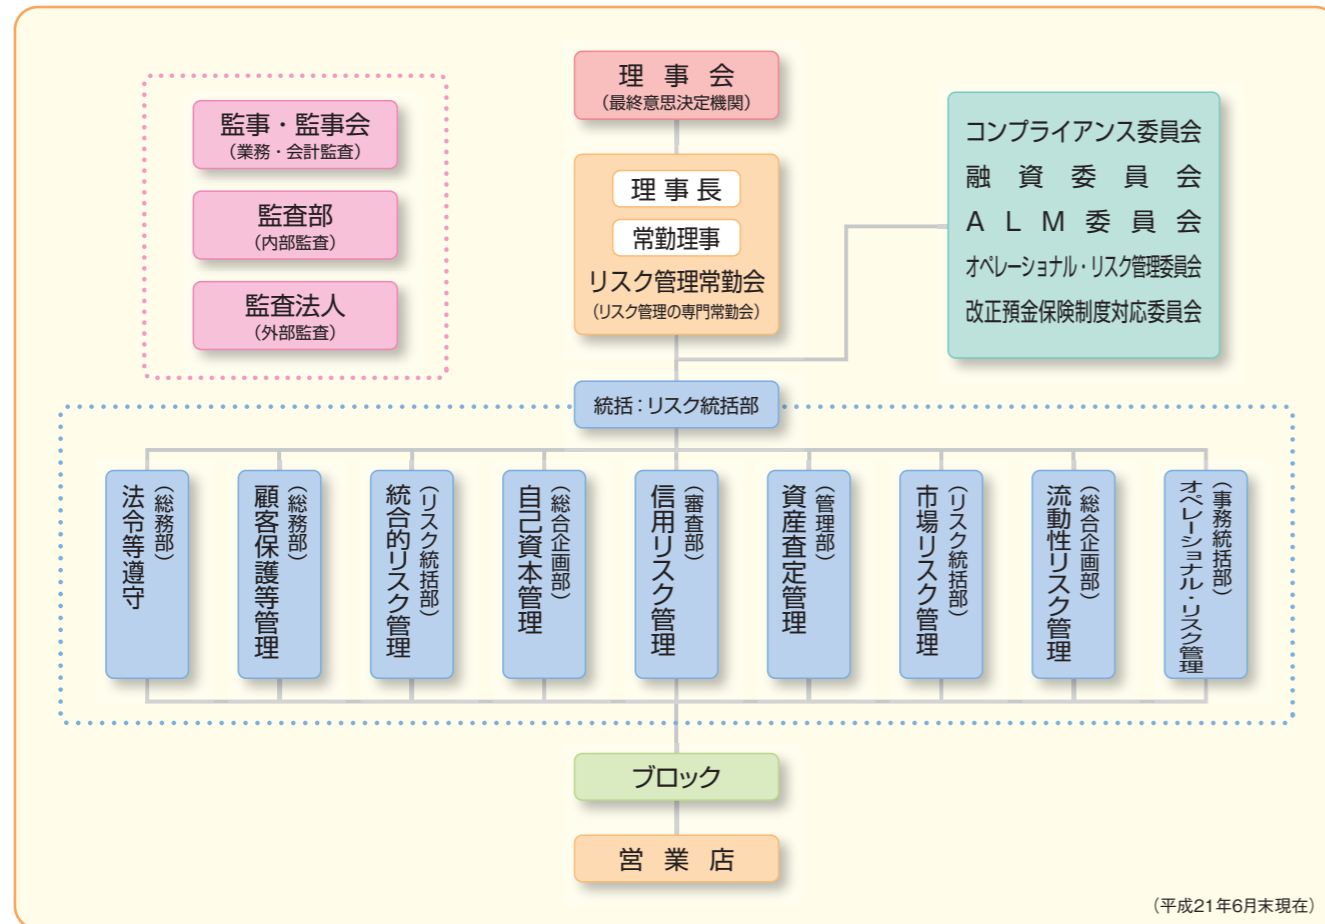 理事会
(最終意思決定機関)
監事・監事会
(業務・会計監査)
監査部
(内部監査)
監査法人
(外部監査)
理事長
常勤理事
リスク管理常勤会
(リスク管理の専門常勤会)
コンプライアンス委員会
融資委員会
ALM委員会
オペレーショナル・リスク管理委員会
改正預金保険制度対応委員会
統括:リスク統括部
法令等遵守
(総務部)
顧客保護等管理
(総務部)
統合的リスク管理
(リスク統括部)
自己資本管理
(総合企画部)
信用リスク管理
(審査部)
資産査定管理
(管理部)
市場リスク管理
(リスク統括部)
流動性リスク管理
(総合企画部)
オペレーショナル・リスク管理
(事務統括部)
ブロック
営業店
(平成21年6月末現在)